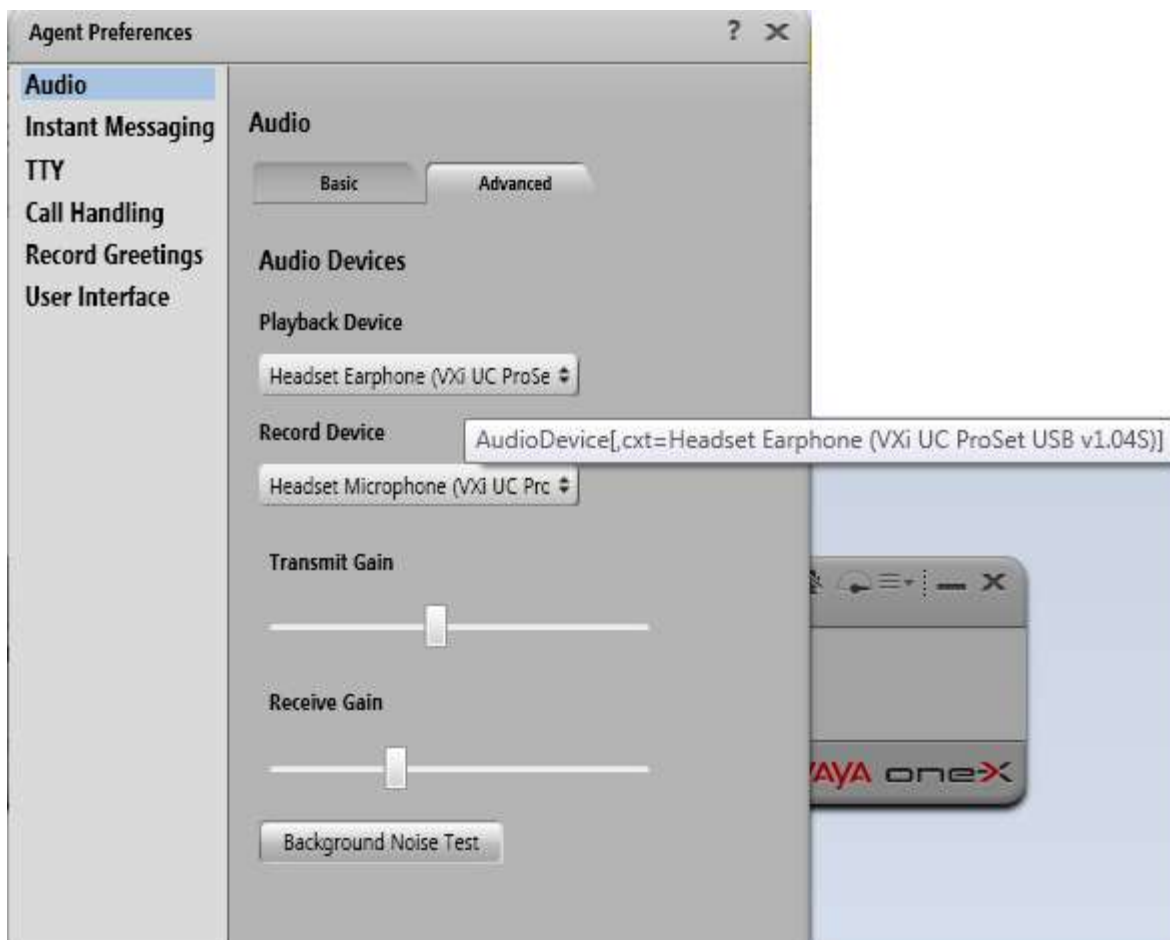 Agent Preferences ? ×
Audio
Instant Messaging
TTY
Call Handling
Record Greetings
User Interface
Audio
Basic Advanced
Audio Devices
Playback Device
Headset Earphone (VXi UC ProSe
Record Device
AudioDevice[,cxt=Headset Earphone (VXi UC ProSet USB v1.04S)]
Headset Microphone (VXi UC Prc
Transmit Gain
Receive Gain
AVAYA one-X
Background Noise Test